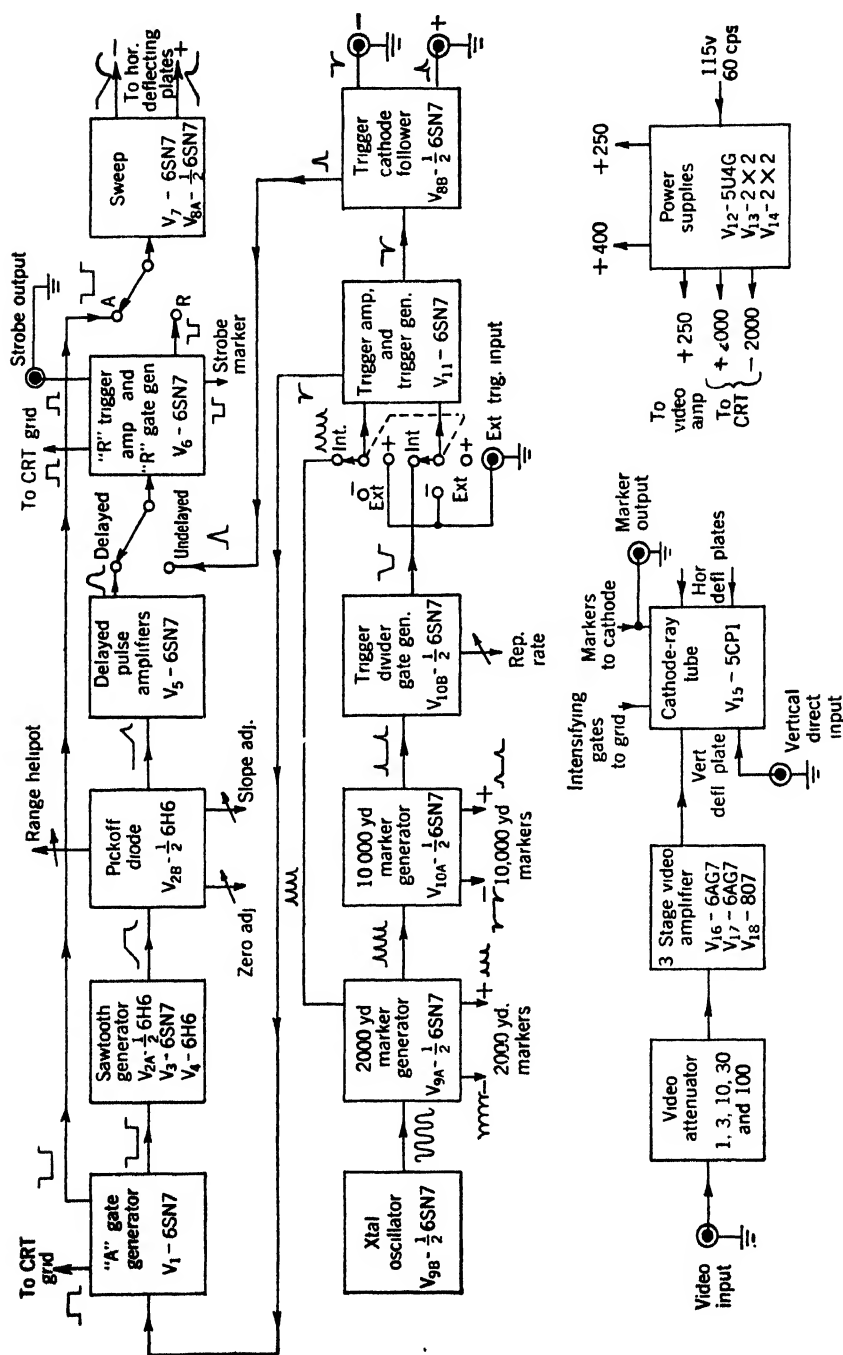 To CRT
grid
"A" gate
generator
V1 – 6SN7
Sawtooth
generator
V2A – 1/2 6H6
V3 – 6SN7
V4 – 6H6
Range helipot
Pickoff
diode
V2B – 1/2 6H6
Zero adj
Slope adj.
Delayed
pulse
amplifiers
V5 – 6SN7
Delayed
Undelayed
To CRT grid
Strobe output
"R" trigger
amp and
"R" gate gen
V6 – 6SN7
Strobe
marker
A
R
Sweep
V7 – 6SN7
V8A – 1/2 6SN7
To hor.
deflecting
plates
–
+
Xtal
oscillator
V9B – 1/2 6SN7
2000 yd
marker
generator
V9A – 1/2 6SN7
– +
2000 yd.
markers
10 000 yd
marker
generator
V10A – 1/2 6SN7
– +
10,000 yd
markers
Trigger
divider
gate gen.
V10B – 1/2 6SN7
Rep.
rate
Int.
–
Ext
+
Int
–
Ext
+
Ext trig. input
Trigger amp,
and
trigger gen.
V11 – 6SN7
Trigger
cathode
follower
V8B – 1/2 6SN7
–
+
Video
input
Video
attenuator
1, 3, 10, 30
and 100
3 Stage video
amplifier
V16 – 6AG7
V17 – 6AG7
V18 – 807
Intensifying
gates
to grid
Markers
to cathode
Marker
output
Vert
defl plate
Cathode-ray
tube
V15 – 5CP1
Hor
defl plates
Vertical
direct
input
+400
+250
To
video
amp
+250
To
CRT
– 2000
Power
supplies
V12 – 5U4G
V13 – 2 X 2
V14 – 2 X 2
115v
60 cps